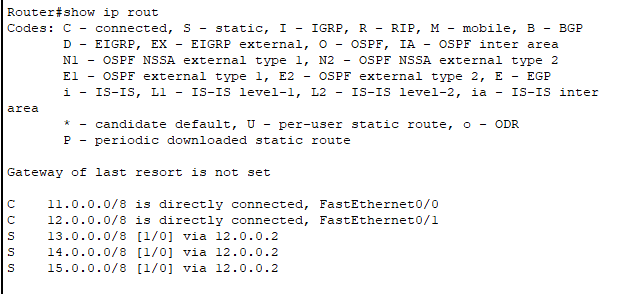 Router#show ip rout
Codes: C - connected, S - static, I - IGRP, R - RIP, M - mobile, B - BGP
       D - EIGRP, EX - EIGRP external, O - OSPF, IA - OSPF inter area
       N1 - OSPF NSSA external type 1, N2 - OSPF NSSA external type 2
       E1 - OSPF external type 1, E2 - OSPF external type 2, E - EGP
       i - IS-IS, L1 - IS-IS level-1, L2 - IS-IS level-2, ia - IS-IS inter
area
       * - candidate default, U - per-user static route, o - ODR
       P - periodic downloaded static route

Gateway of last resort is not set

C    11.0.0.0/8 is directly connected, FastEthernet0/0
C    12.0.0.0/8 is directly connected, FastEthernet0/1
S    13.0.0.0/8 [1/0] via 12.0.0.2
S    14.0.0.0/8 [1/0] via 12.0.0.2
S    15.0.0.0/8 [1/0] via 12.0.0.2